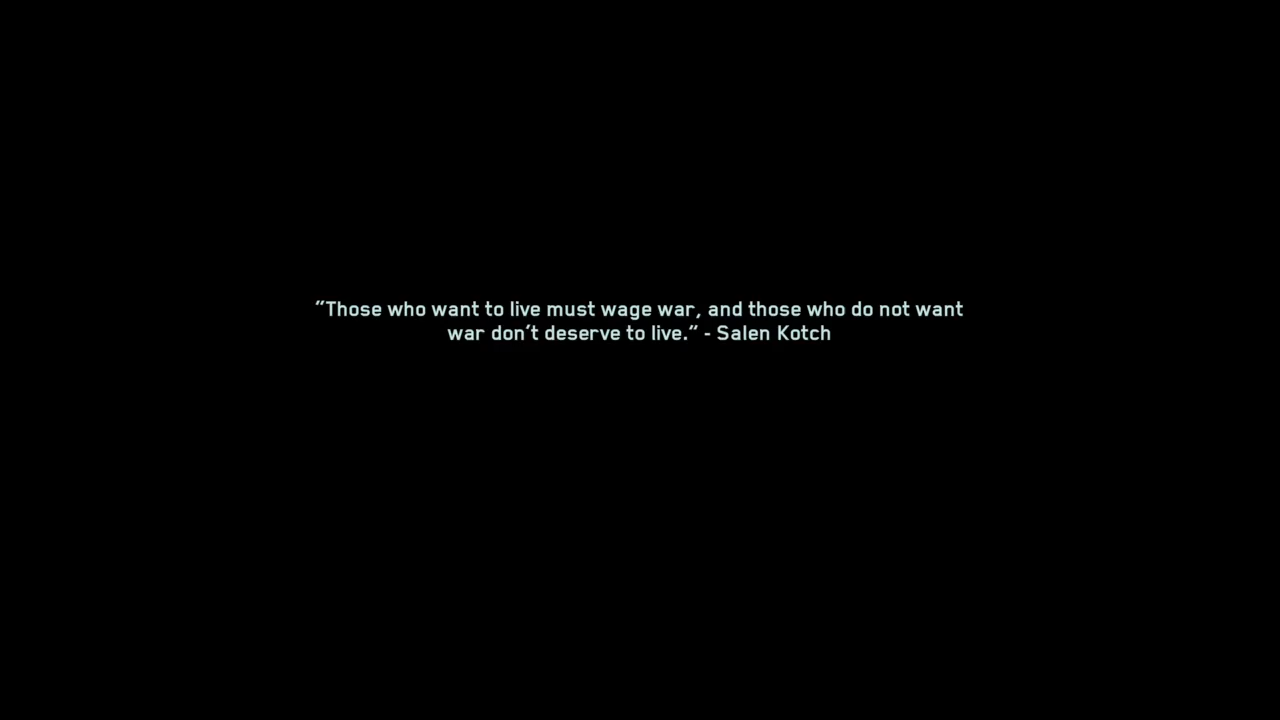 “Those who want to live must wage war, and those who do not want
war don’t deserve to live.” - Salen Kotch